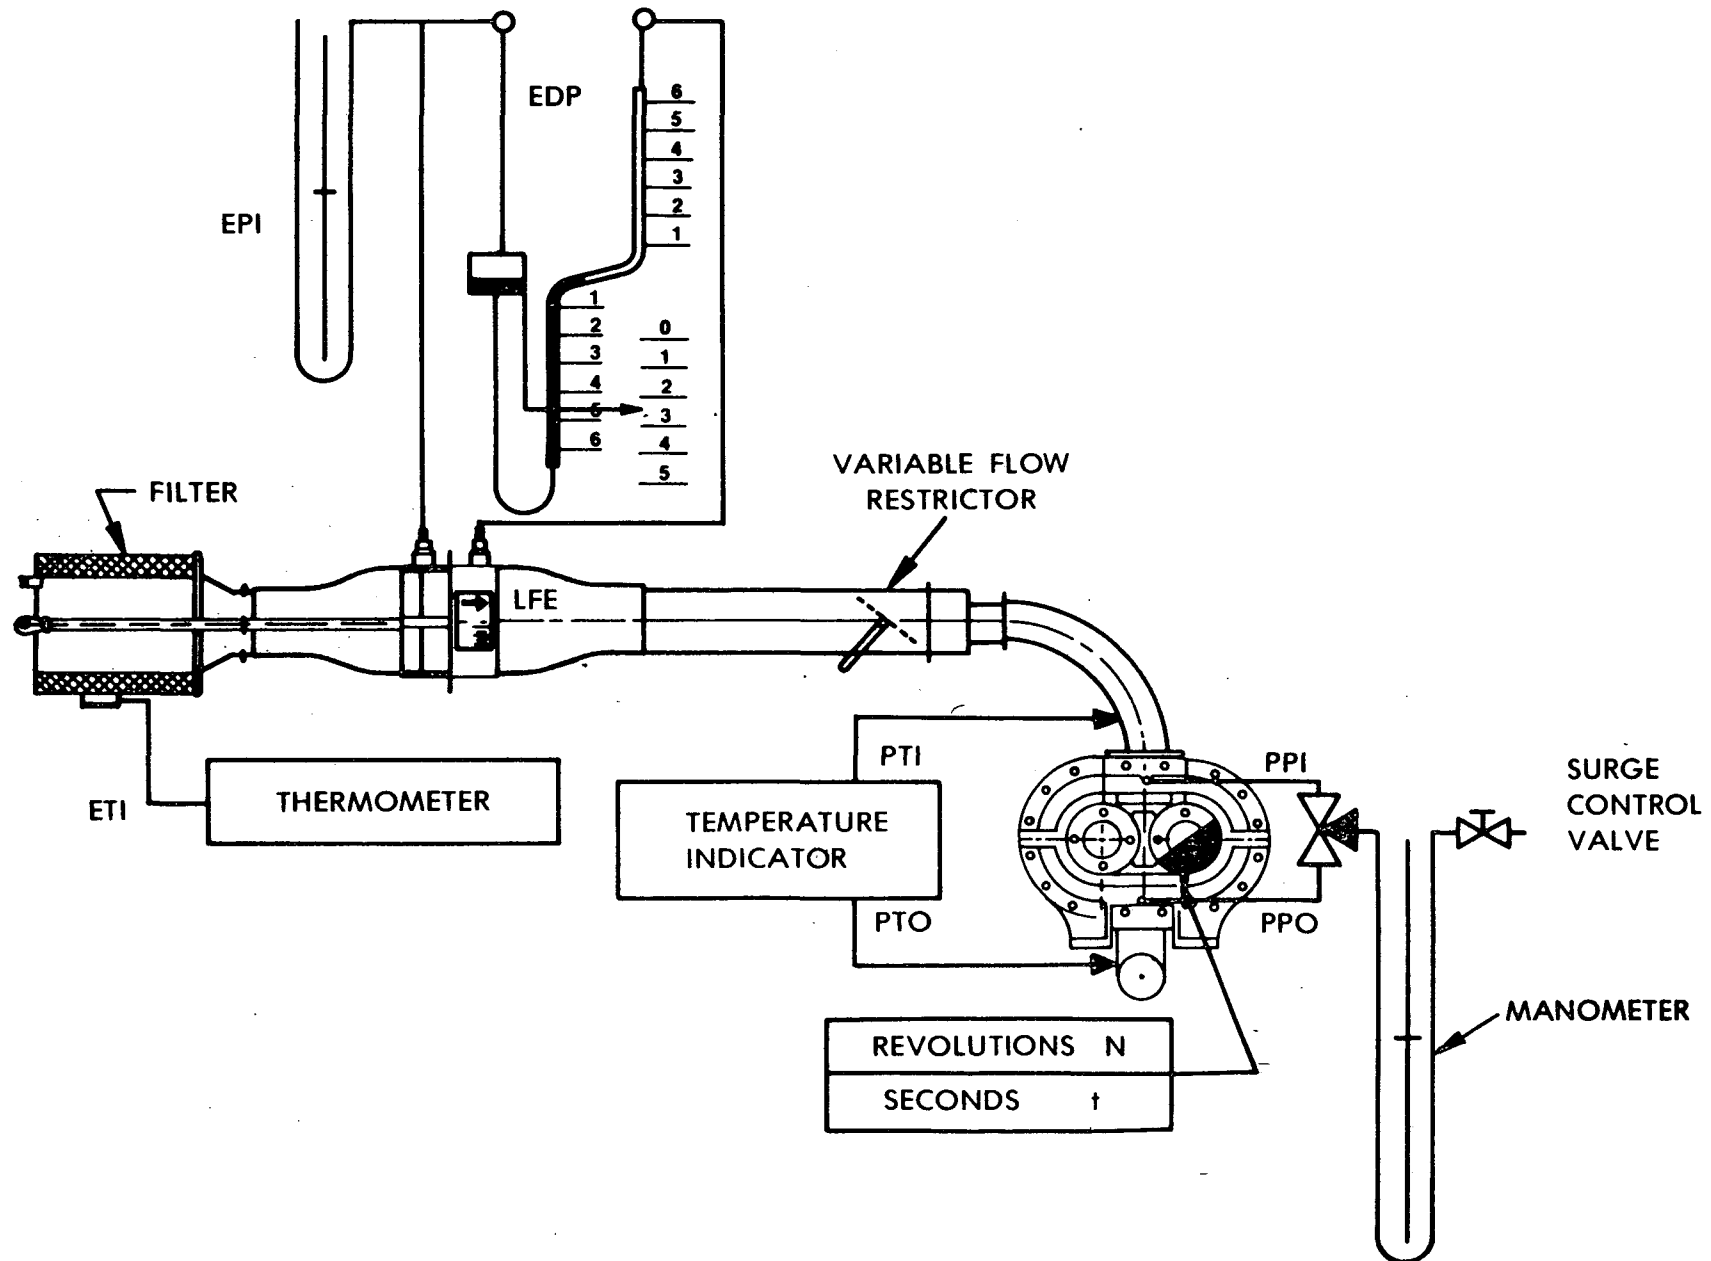 EDP
6
5
4
3
2
1
EPI
1
2
3
4
5
6
0
1
2
3
4
5
VARIABLE FLOW
RESTRICTOR
FILTER
LFE
PTI
ETI
THERMOMETER
TEMPERATURE
INDICATOR
PTO
PPI
PPO
SURGE
CONTROL
VALVE
MANOMETER
REVOLUTIONS N
SECONDS t